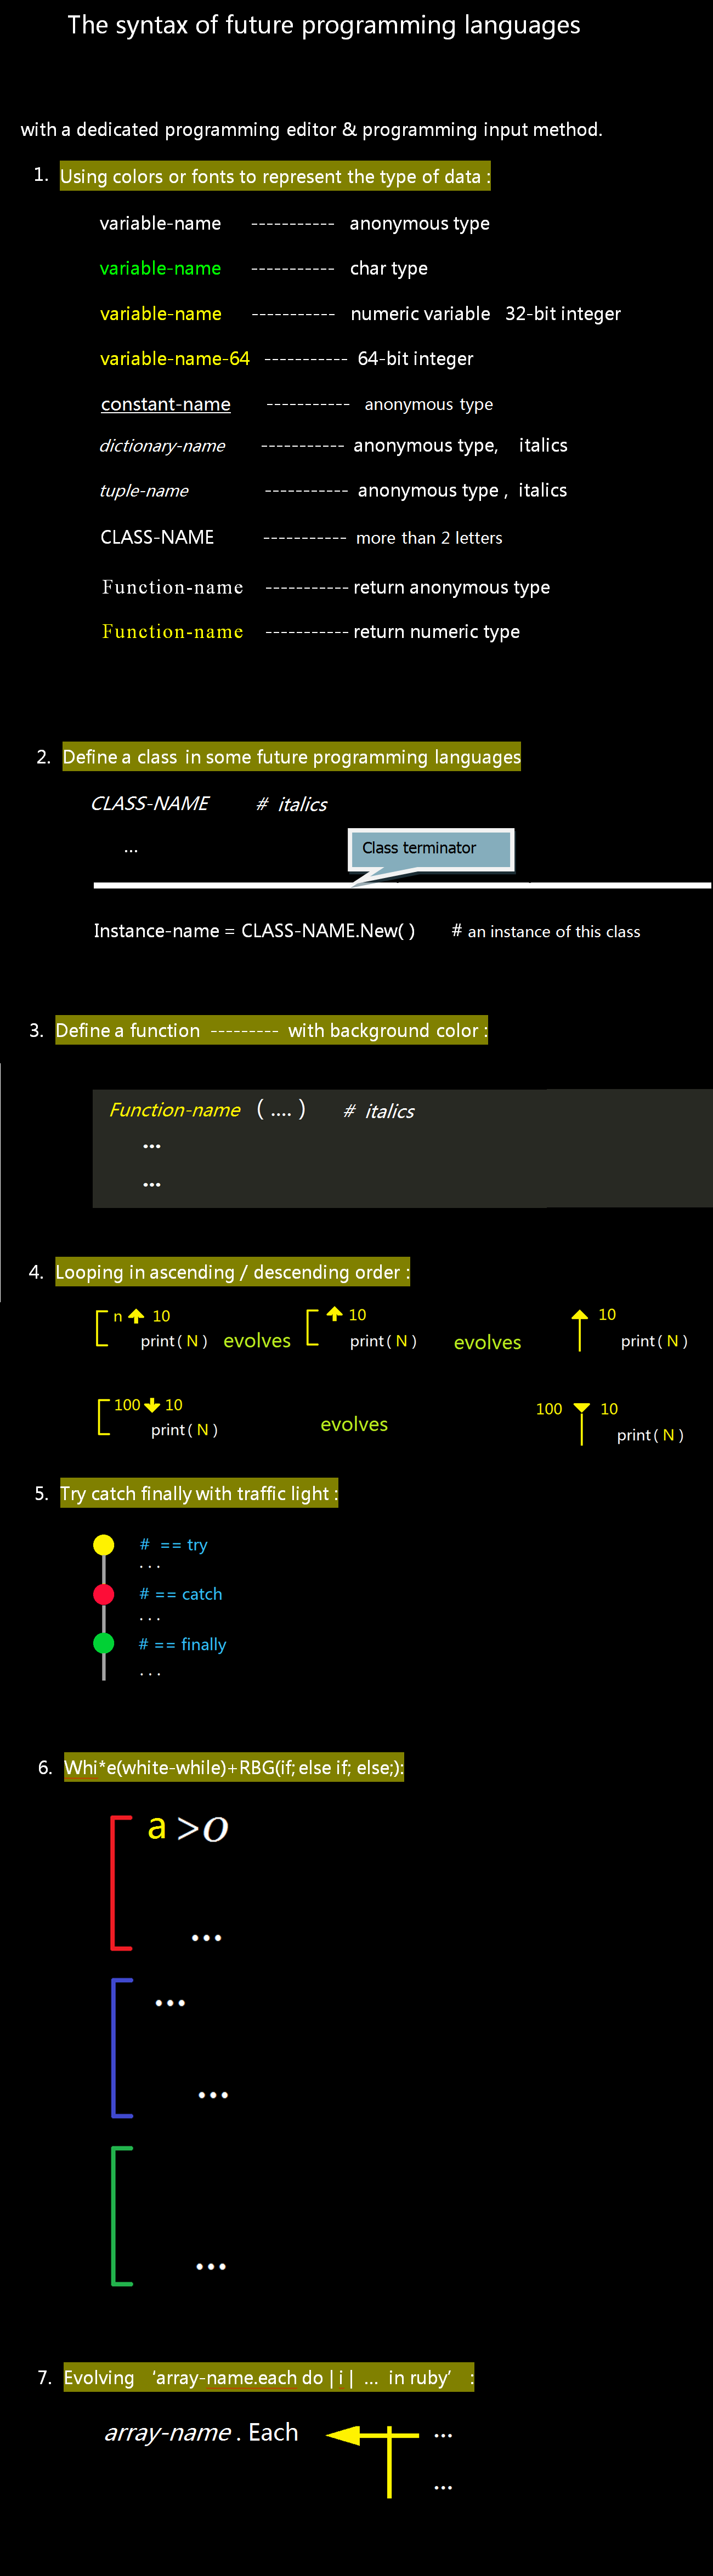 The syntax of future programming languages
with a dedicated programming editor & programming input method.
1. Using colors or fonts to represent the type of data :
variable-name ----------- anonymous type
variable-name ----------- char type
variable-name ----------- numeric variable 32-bit integer
variable-name-64 ----------- 64-bit integer
constant-name ----------- anonymous type
dictionary-name ----------- anonymous type, italics
tuple-name ----------- anonymous type , italics
CLASS-NAME ----------- more than 2 letters
Function-name ----------- return anonymous type
Function-name ----------- return numeric type
2. Define a class in some future programming languages
CLASS-NAME # italics
...
Class terminator
Instance-name = CLASS-NAME.New( ) # an instance of this class
3. Define a function --------- with background color :
Function-name ( .... ) # italics
...
...
4. Looping in ascending / descending order :
n 10 10 10
print( N ) evolves print( N ) evolves print( N )
100 10 100 10
print( N ) evolves print( N )
5. Try catch finally with traffic light :
# == try
...
# == catch
...
# == finally
...
6. Whi*e(white-while)+RBG(if; else if; else;):
a >O
...
...
...
...
7. Evolving ‘array-name.each do | i | ... in ruby’ :
array-name . Each ...
...